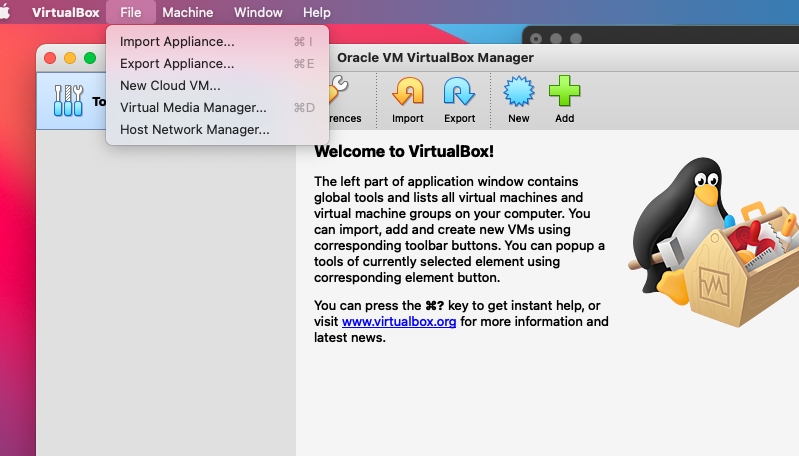 VirtualBox File Machine Window Help
Import Appliance... ⌘ I
Export Appliance... ⌘E
New Cloud VM...
Virtual Media Manager... ⌘D
Host Network Manager...
Oracle VM VirtualBox Manager
Import Export New Add
Welcome to VirtualBox!
The left part of application window contains
global tools and lists all virtual machines and
virtual machine groups on your computer. You
can import, add and create new VMs using
corresponding toolbar buttons. You can popup a
tools of currently selected element using
corresponding element button.
You can press the ⌘? key to get instant help, or
visit www.virtualbox.org for more information and
latest news.